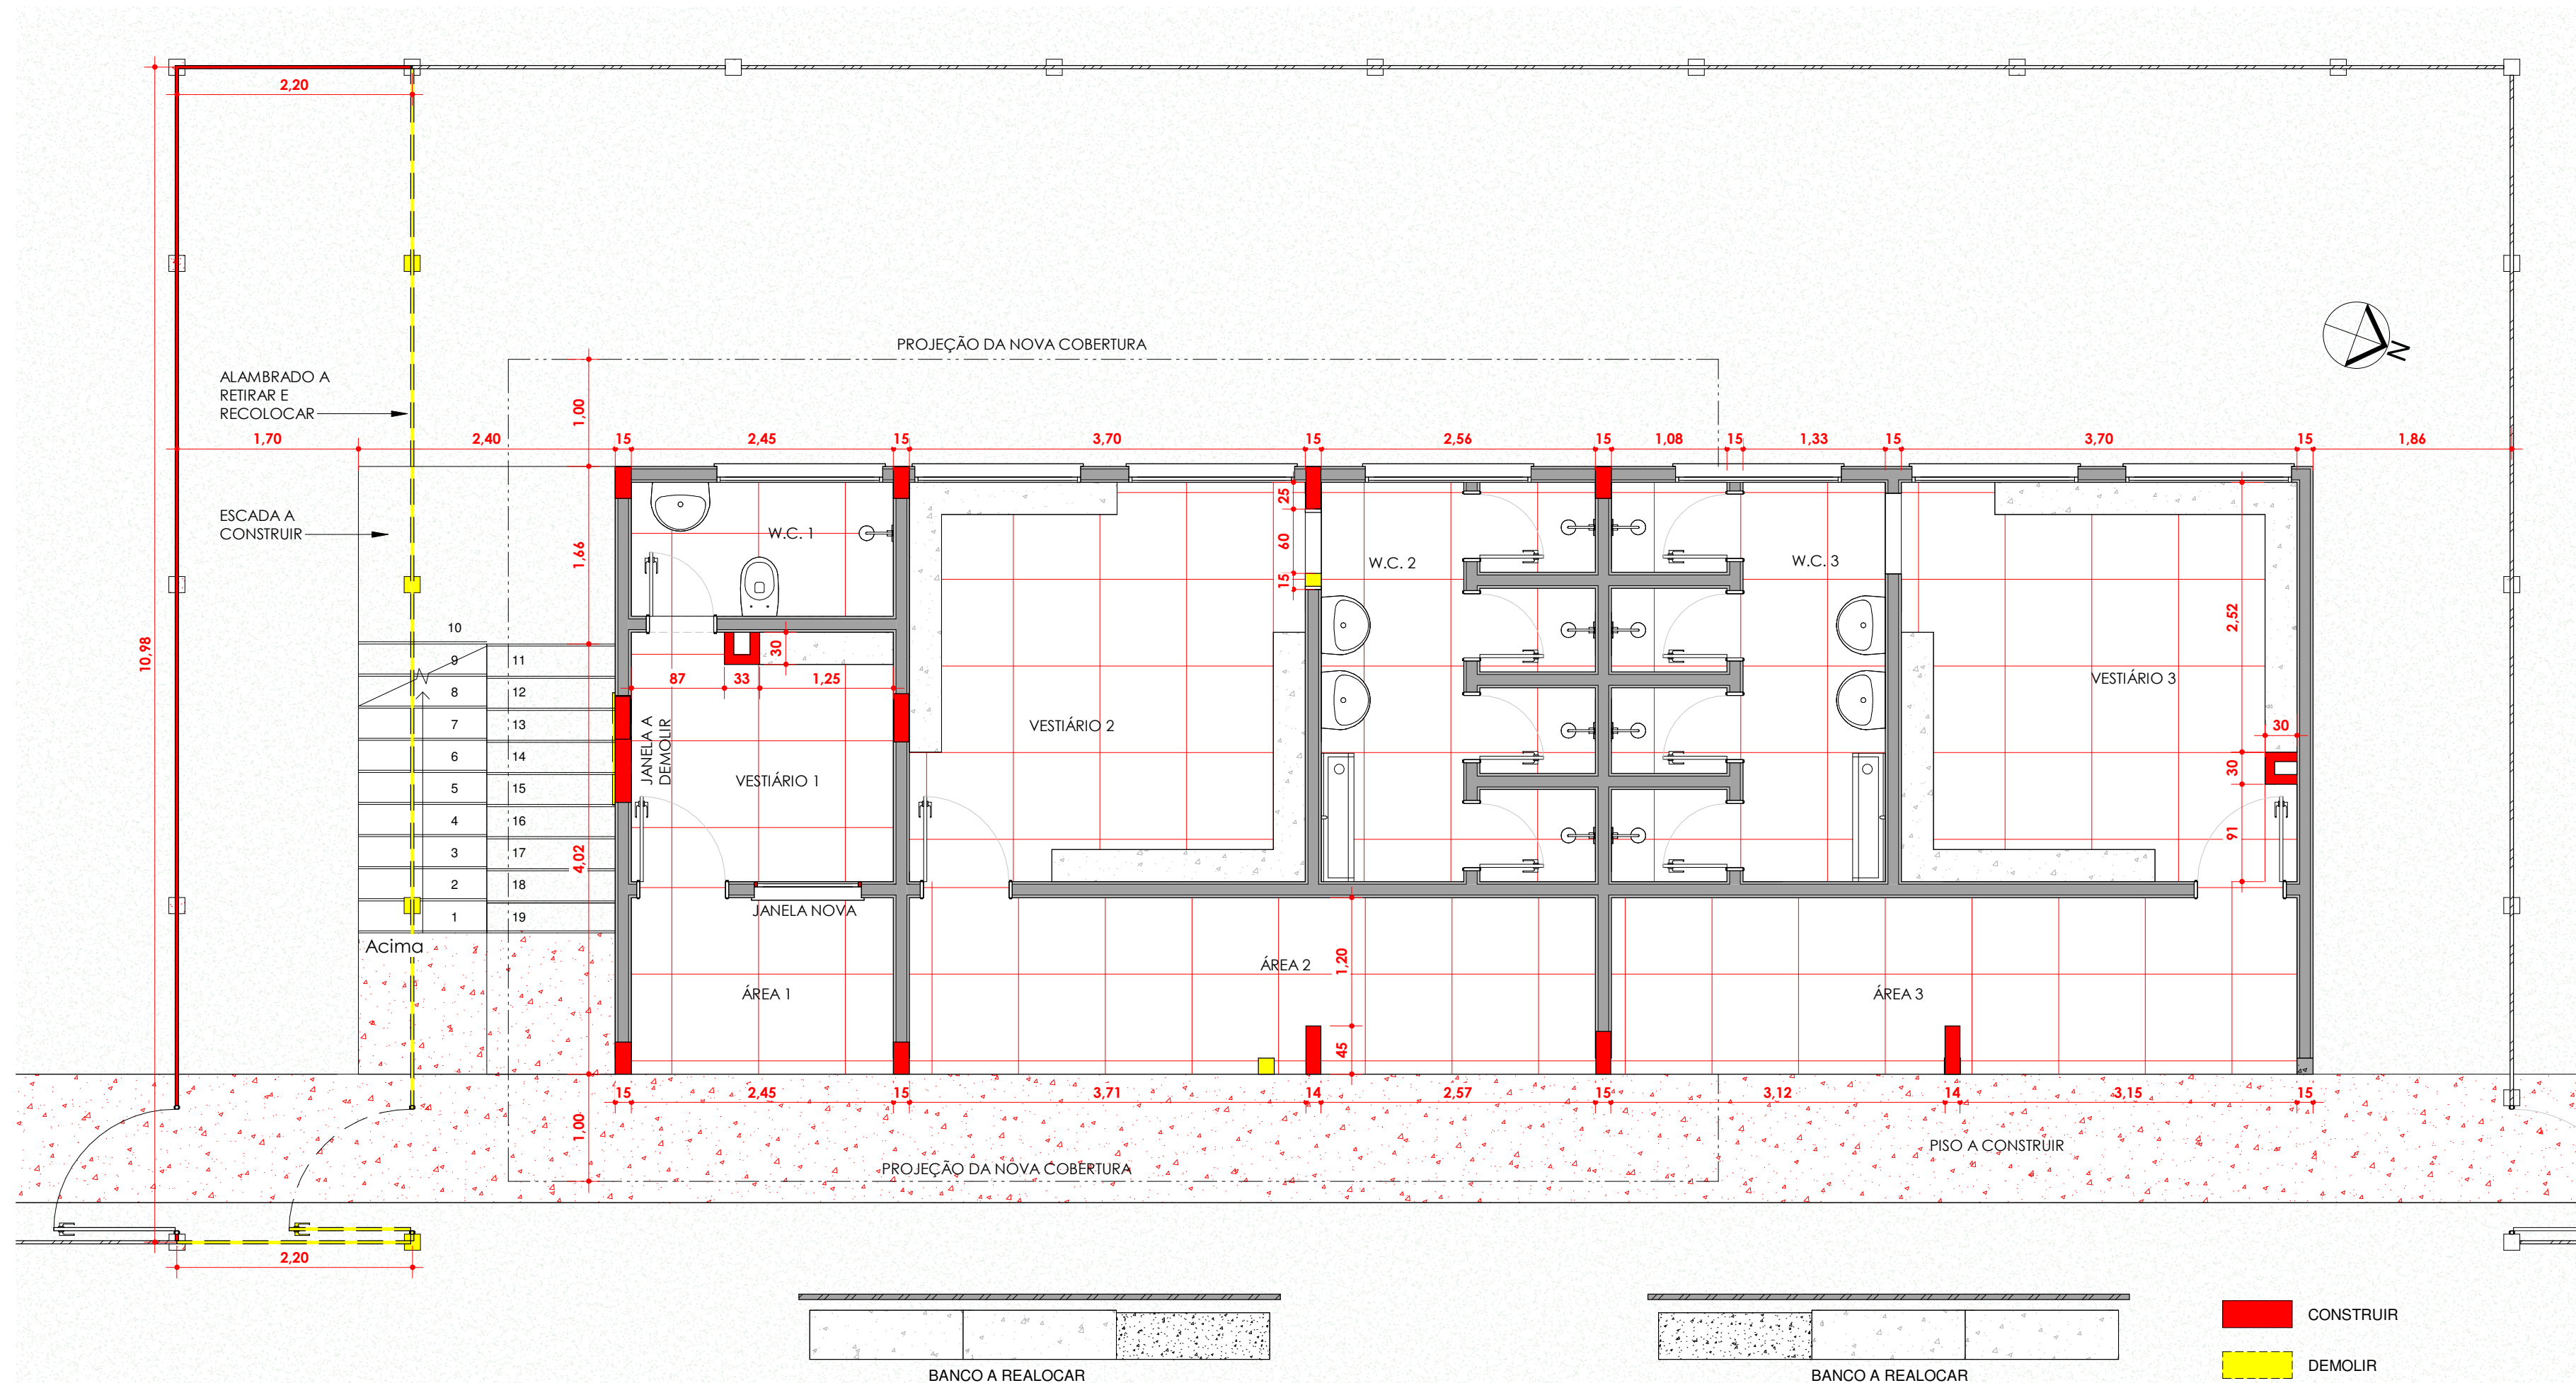 2,20
PROJEÇÃO DA NOVA COBERTURA
N
ALAMBRADO A
RETIRAR E
RECOLOCAR
1,00
1,70
2,40
15
2,45
15
3,70
15
2,56
15
1,08
15
1,33
15
3,70
15
1,86
ESCADA A
CONSTRUIR
1,66
W.C. 1
25
60
15
W.C. 2
W.C. 3
2,52
10,98
10
9
8
7
6
5
4
3
2
1
11
12
13
14
15
16
17
18
19
30
87
33
1,25
JANELA A
DEMOLIR
VESTIÁRIO 1
VESTIÁRIO 2
VESTIÁRIO 3
30
30
91
4,02
JANELA NOVA
Acima
ÁREA 1
ÁREA 2
1,20
ÁREA 3
45
15
2,45
15
3,71
14
2,57
15
3,12
14
3,15
15
1,00
PROJEÇÃO DA NOVA COBERTURA
PISO A CONSTRUIR
2,20
BANCO A REALOCAR
BANCO A REALOCAR
CONSTRUIR
DEMOLIR